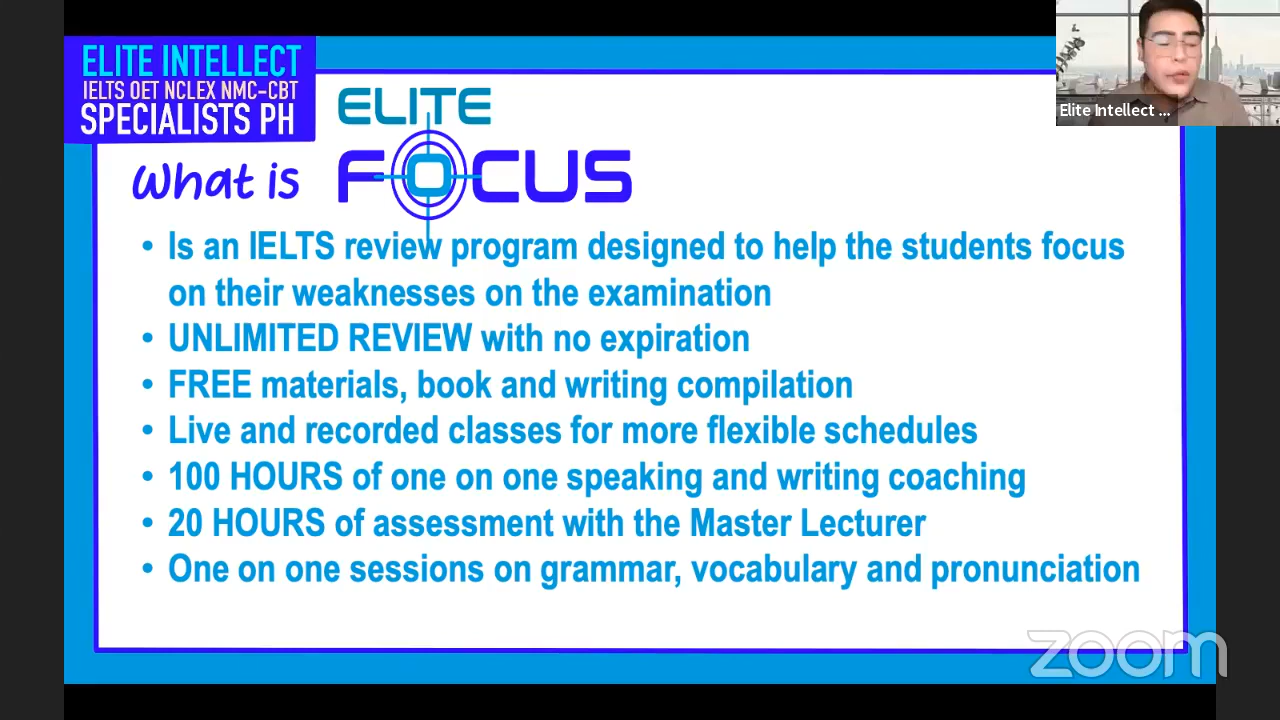 ELITE INTELLECT
IELTS OET NCLEX NMC-CBT
SPECIALISTS PH
Elite Intellect ...
ELITE
What is FOCUS
• Is an IELTS review program designed to help the students focus
on their weaknesses on the examination
• UNLIMITED REVIEW with no expiration
• FREE materials, book and writing compilation
• Live and recorded classes for more flexible schedules
• 100 HOURS of one on one speaking and writing coaching
• 20 HOURS of assessment with the Master Lecturer
• One on one sessions on grammar, vocabulary and pronunciation
zoom